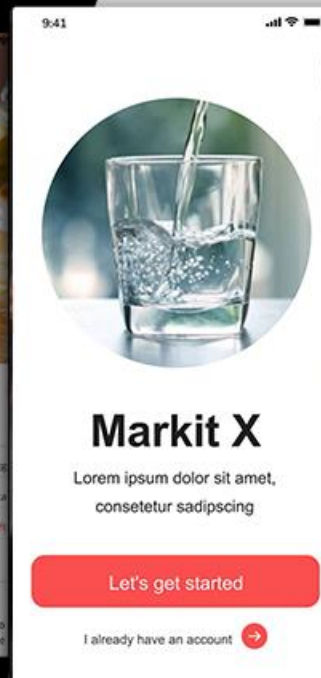 9:41
Markit X
Lorem ipsum dolor sit amet,
consetetur sadipscing
Let's get started
I already have an account